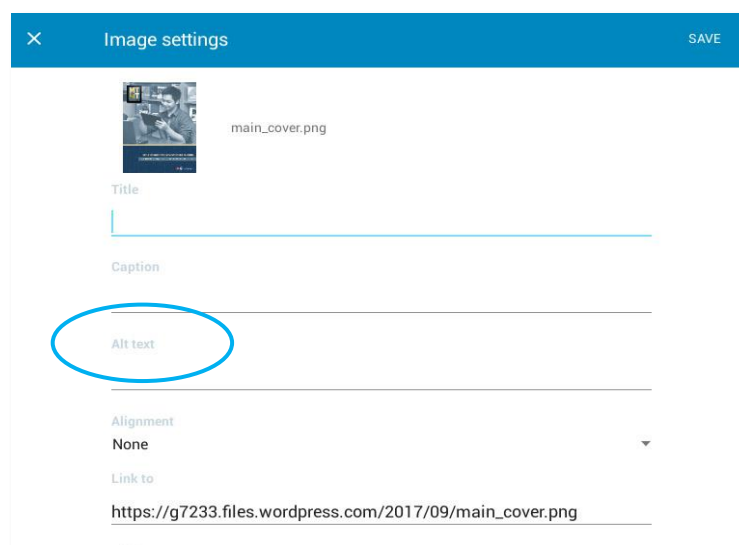 Image settings
SAVE
main_cover.png
Title
Caption
Alt text
Alignment
None
Link to
https://g7233.files.wordpress.com/2017/09/main_cover.png